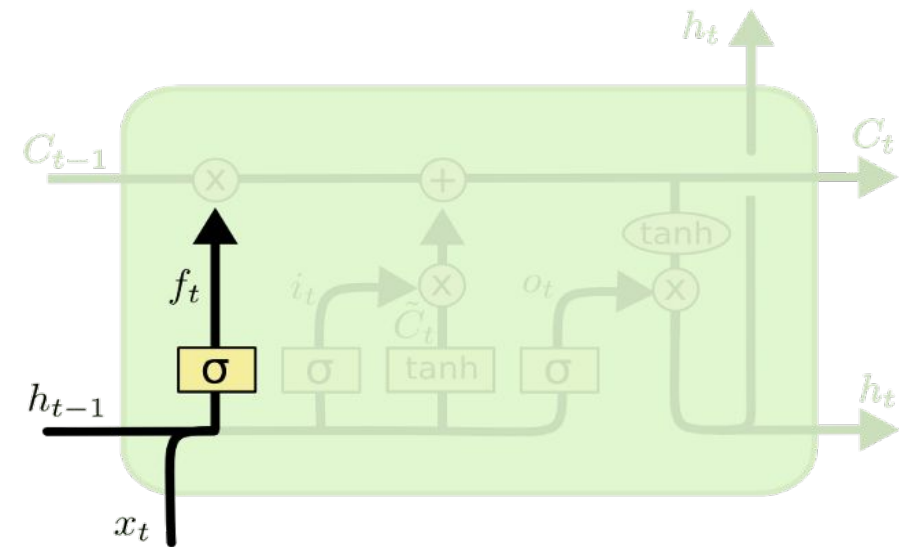 h_t
C_{t-1}
C_t
x
+
tanh
f_t
i_t
x
o_t
x
C̃_t
σ
σ
tanh
σ
h_{t-1}
h_t
x_t